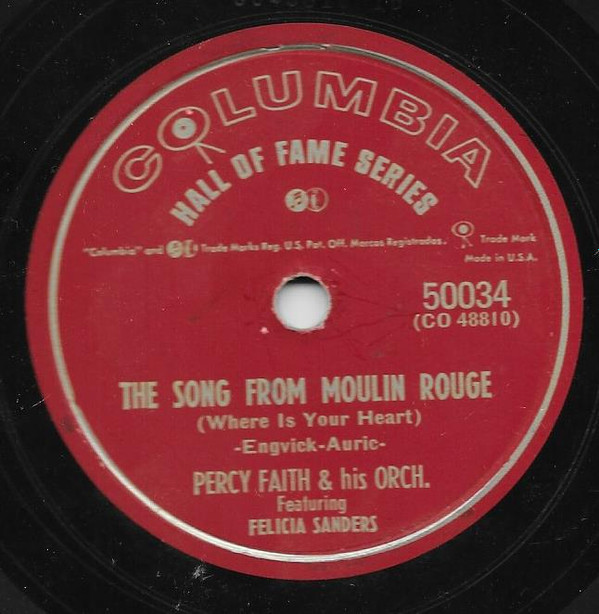 COLUMBIA
HALL OF FAME SERIES
"Columbia" and Trade Marks Reg. U.S. Pat. Off. Marcas Registradas. Trade Mark
Made in U.S.A.
50034
(CO 48810)
THE SONG FROM MOULIN ROUGE
(Where Is Your Heart)
-Engvick-Auric-
PERCY FAITH & his ORCH.
Featuring
FELICIA SANDERS